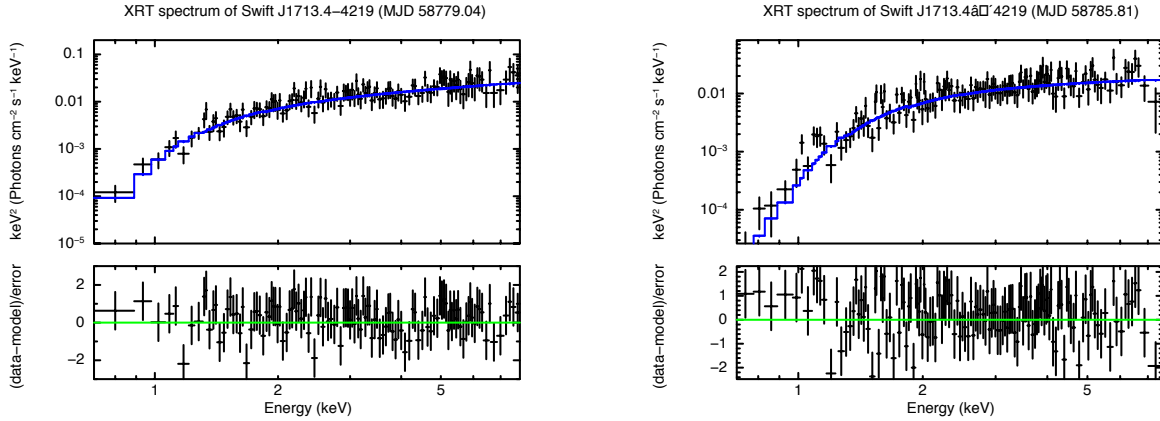 XRT spectrum of Swift J1713.4−4219 (MJD 58779.04)
keV² (Photons cm⁻² s⁻¹ keV⁻¹)
0.1
0.01
10⁻³
10⁻⁴
10⁻⁵
(data−model)/error
2
0
−2
1
2
5
Energy (keV)
XRT spectrum of Swift J1713.4â□´4219 (MJD 58785.81)
keV² (Photons cm⁻² s⁻¹ keV⁻¹)
0.01
10⁻³
10⁻⁴
(data−model)/error
2
1
0
−1
−2
1
2
5
Energy (keV)